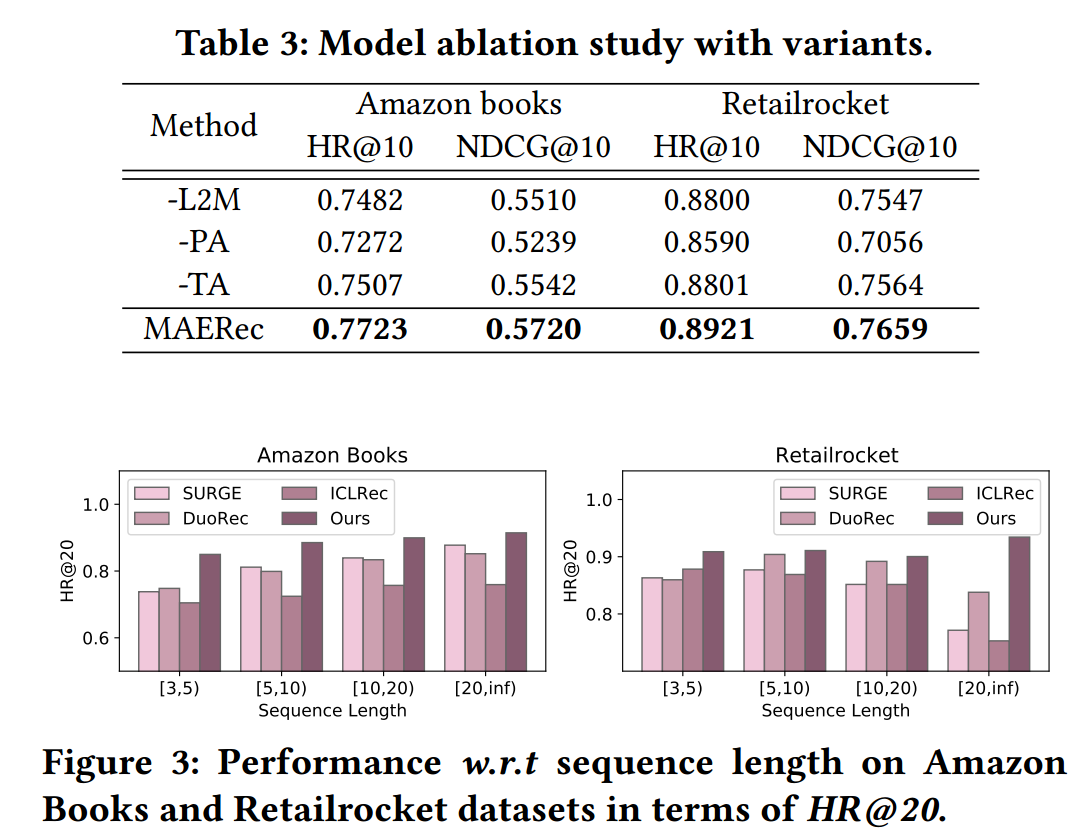 Table 3: Model ablation study with variants.
Method Amazon books Retailrocket
HR@10 NDCG@10 HR@10 NDCG@10
-L2M 0.7482 0.5510 0.8800 0.7547
-PA 0.7272 0.5239 0.8590 0.7056
-TA 0.7507 0.5542 0.8801 0.7564
MAERec 0.7723 0.5720 0.8921 0.7659
Amazon Books
SURGE ICLRec
DuoRec Ours
1.0
0.8
0.6
HR@20
[3,5) [5,10) [10,20) [20,inf)
Sequence Length
Retailrocket
SURGE ICLRec
DuoRec Ours
1.0
0.9
0.8
HR@20
[3,5) [5,10) [10,20) [20,inf)
Sequence Length
Figure 3: Performance w.r.t sequence length on Amazon
Books and Retailrocket datasets in terms of HR@20.